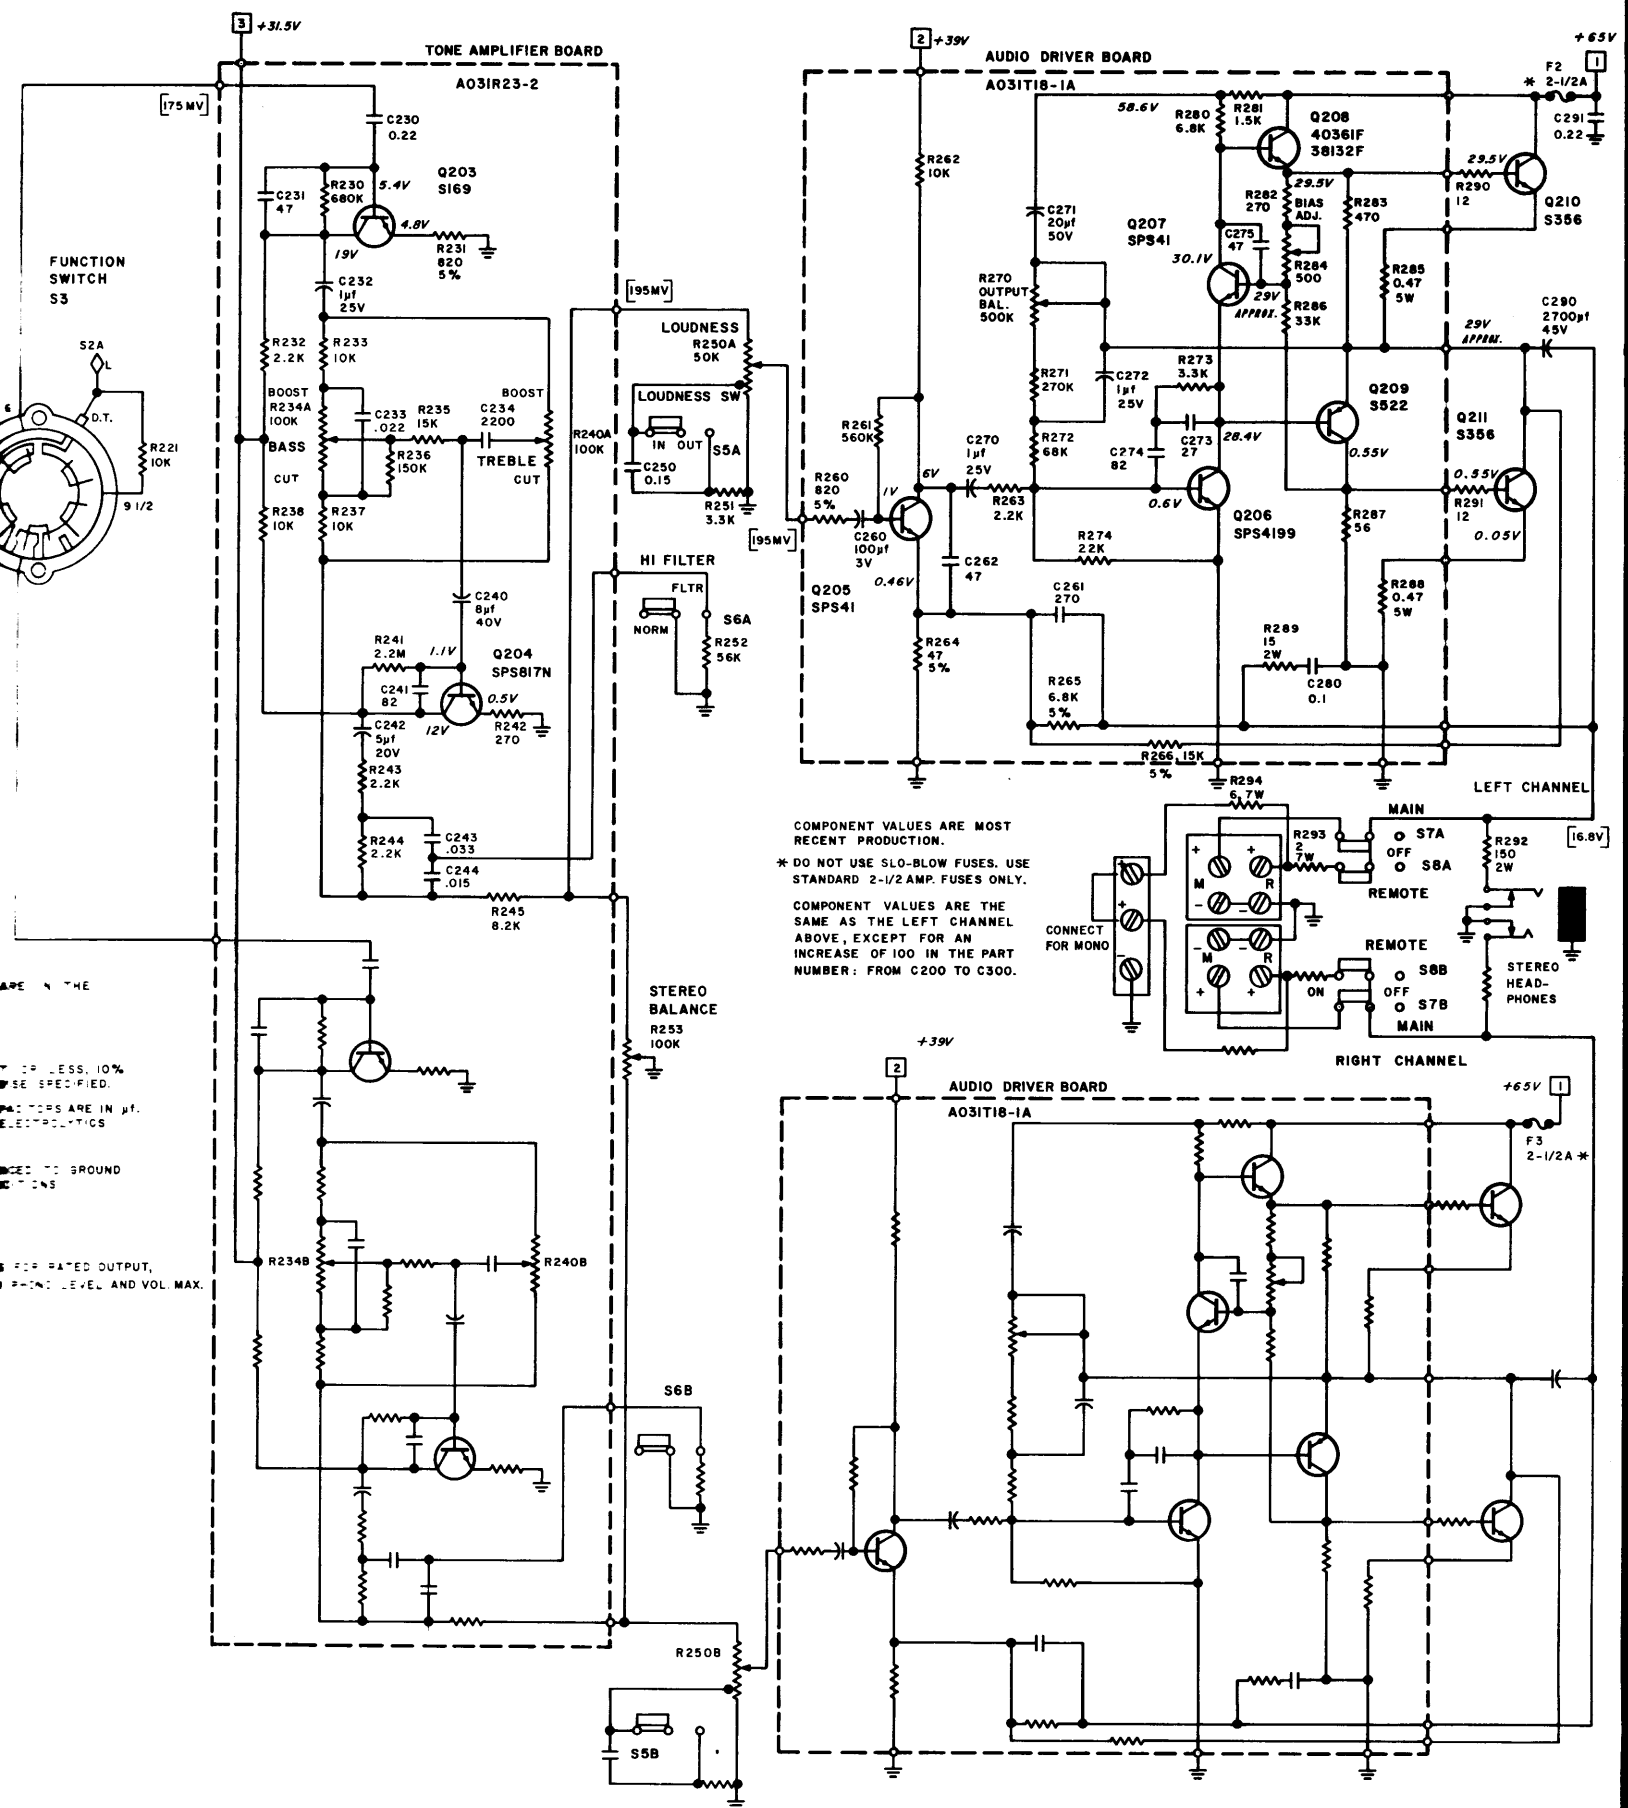 3 +31.5V
TONE AMPLIFIER BOARD
A031R23-2
[175MV]
C230
0.22
Q203
S169
R230
680K
5.4V
C231
47
4.8V
R231
820
5%
19V
C232
1µf
25V
FUNCTION
SWITCH
S3
S2A
L
6
D.T.
R221
10K
9 1/2
R232
2.2K
R233
10K
BOOST
R234A
100K
BASS
CUT
C233
.022
R235
15K
R236
150K
C234
2200
BOOST
TREBLE
CUT
R240A
100K
R238
10K
R237
10K
C240
8µf
40V
R241
2.2M
1.1V
Q204
SPS817N
C241
82
0.5V
R242
270
12V
C242
5µf
20V
R243
2.2K
R244
2.2K
C243
.033
C244
.015
R245
8.2K
[195MV]
LOUDNESS
R250A
50K
LOUDNESS SW
IN OUT
S5A
C250
0.15
R251
3.3K
HI FILTER
FLTR
NORM
S6A
R252
56K
STEREO
BALANCE
R253
100K
2 +39V
AUDIO DRIVER BOARD
A031T18-1A
+65V
1
F2
* 2-1/2A
C291
0.22
58.6V
R280
6.8K
R281
1.5K
Q208
40361F
38132F
R262
10K
29.5V
R290
12
Q210
S356
29.5V
R282
270
BIAS
ADJ.
R283
470
C271
20µf
50V
Q207
SPS41
C275
47
30.1V
R284
500
R285
0.47
5W
R270
OUTPUT
BAL.
500K
29V
APPROX.
R286
33K
C290
2700µf
45V
29V
APPROX.
R273
3.3K
R271
270K
C272
1µf
25V
Q209
S522
R261
560K
C270
1µf
25V
R272
68K
C274
82
C273
27
28.4V
Q211
S356
0.55V
0.55V
R260
820
5%
6V
1V
R263
2.2K
0.6V
Q206
SPS4199
R287
56
R291
12
0.05V
[195MV]
C260
100µf
3V
0.46V
C262
47
R274
22K
Q205
SPS41
C261
270
R288
0.47
5W
R264
47
5%
R289
15
2W
C280
0.1
R265
6.8K
5%
R266, 15K
5%
R294
6, 7W
LEFT CHANNEL
COMPONENT VALUES ARE MOST
RECENT PRODUCTION.
* DO NOT USE SLO-BLOW FUSES. USE
STANDARD 2-1/2 AMP. FUSES ONLY.
COMPONENT VALUES ARE THE
SAME AS THE LEFT CHANNEL
ABOVE, EXCEPT FOR AN
INCREASE OF 100 IN THE PART
NUMBER: FROM C200 TO C300.
MAIN
S7A
OFF
S8A
REMOTE
R293
2
7W
R292
150
2W
[16.8V]
+ + +
M R
- -
+
CONNECT
FOR MONO
-
- -
M R
+ +
REMOTE
S8B
ON
OFF
S7B
MAIN
STEREO
HEAD-
PHONES
RIGHT CHANNEL
+39V
2
AUDIO DRIVER BOARD
A031T18-1A
+65V 1
F3
2-1/2A *
ARE IN THE
LESS, 10%
SPECIFIED.
ARE IN µf.
TO GROUND
FOR RATED OUTPUT,
LEVEL AND VOL. MAX.
R234B
R240B
S6B
R250B
S5B